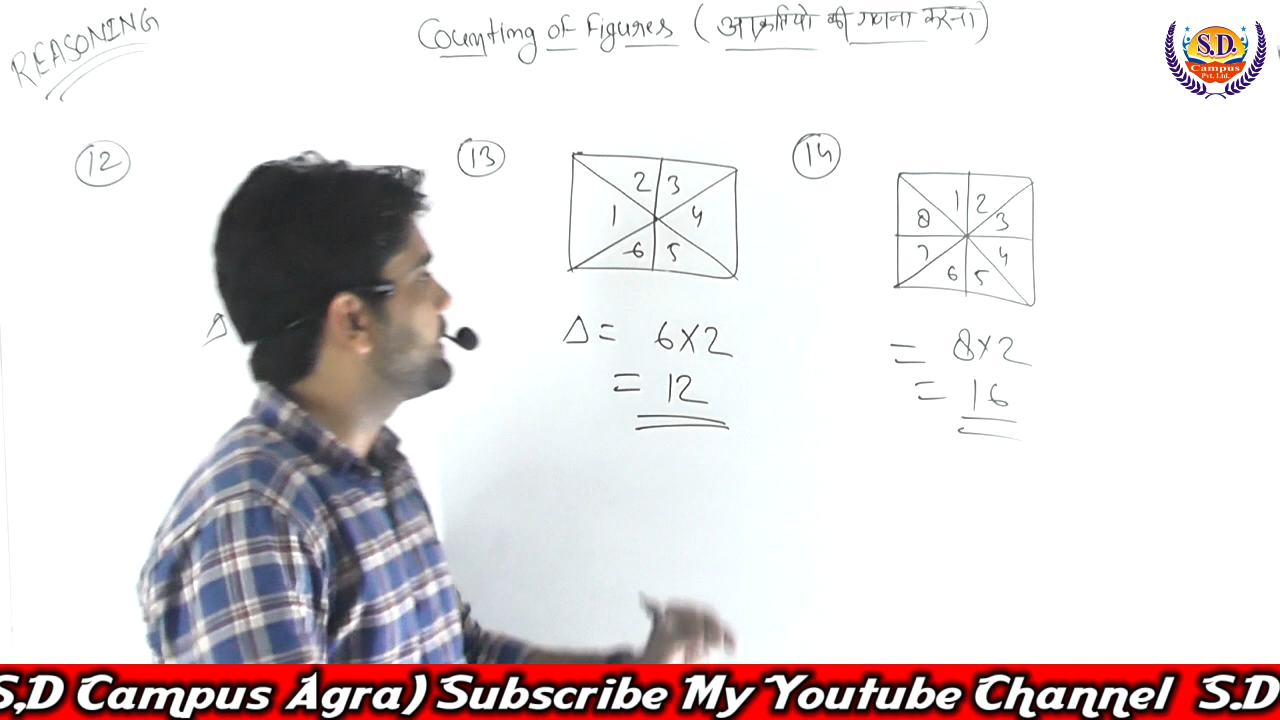 REASONING
Counting of Figures (आकृतियो की गणना करना)
S.D.
Campus
Pvt. Ltd.
12
13
2 3
1 4
6 5
Δ = 6×2
= 12
14
1 2
8 3
7 4
6 5
= 8×2
= 16
Δ
S,D Campus Agra) Subscribe My Youtube Channel S.D